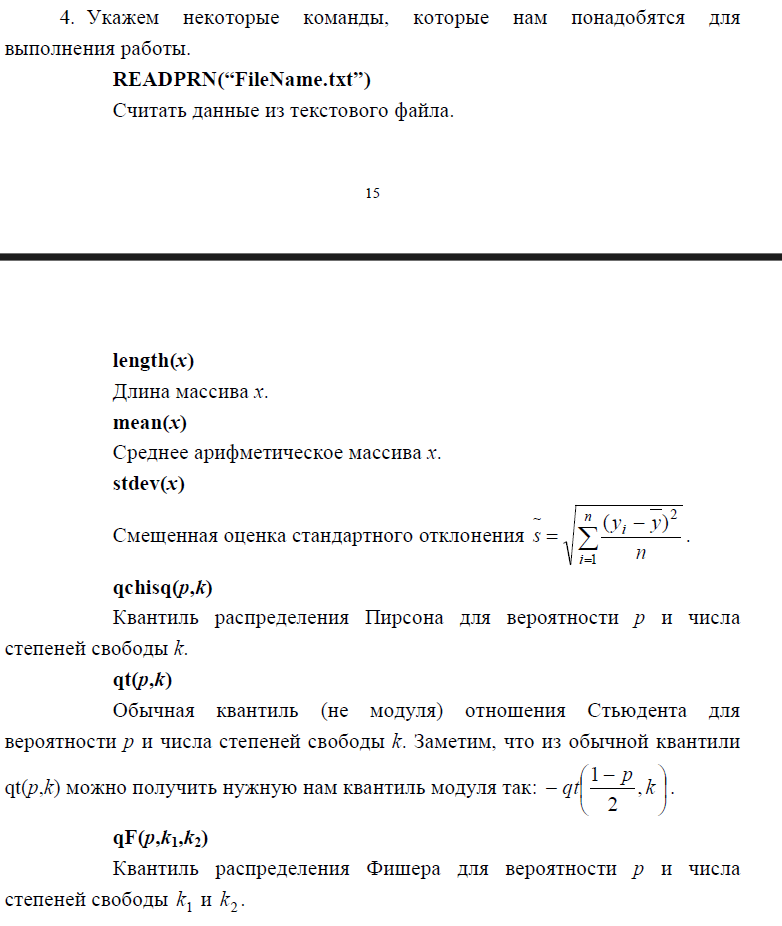 4. Укажем некоторые команды, которые нам понадобятся для
выполнения работы.
READPRN(“FileName.txt”)
Считать данные из текстового файла.
15
length(x)
Длина массива x.
mean(x)
Среднее арифметическое массива x.
stdev(x)
Смещенная оценка стандартного отклонения s̃ = √(∑_{i=1}^{n} (y_i − y̅)² / n) .
qchisq(p,k)
Квантиль распределения Пирсона для вероятности p и числа
степеней свободы k.
qt(p,k)
Обычная квантиль (не модуля) отношения Стьюдента для
вероятности p и числа степеней свободы k. Заметим, что из обычной квантили
qt(p,k) можно получить нужную нам квантиль модуля так: − qt((1 − p)/2 , k) .
qF(p,k₁,k₂)
Квантиль распределения Фишера для вероятности p и числа
степеней свободы k₁ и k₂ .